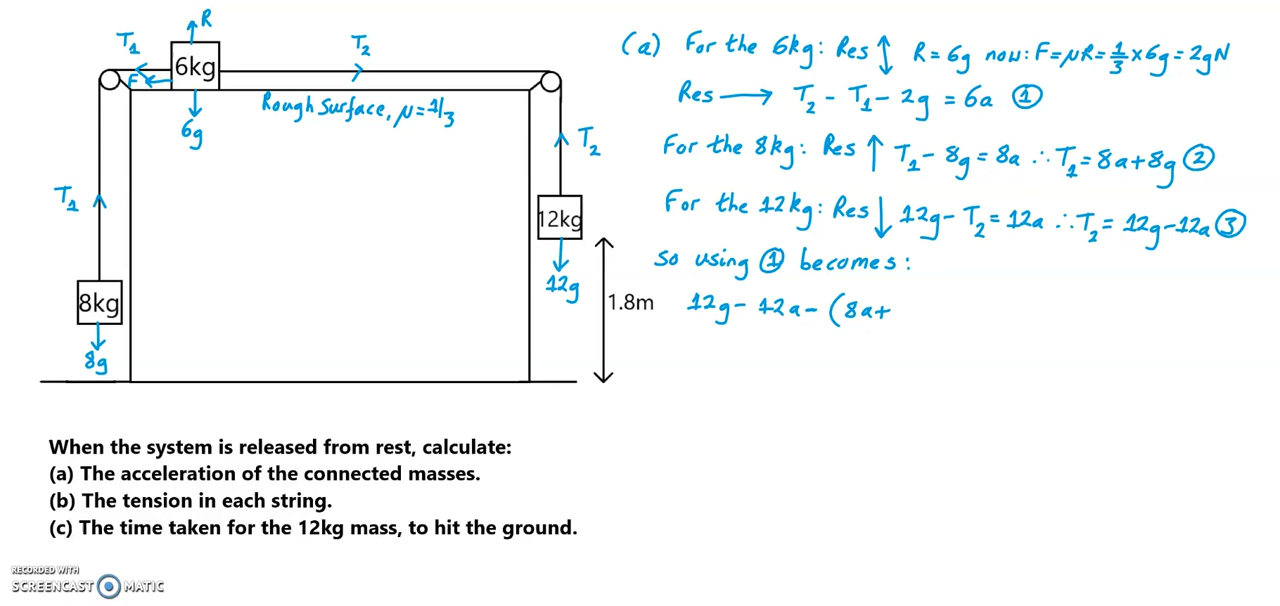 R
T₁
T₂
6kg
F
Rough Surface, μ=1/3
6g
T₂
T₁
12kg
12g
8kg
1.8m
8g
(a) For the 6kg: Res ↕ R = 6g now: F=μR=1/3×6g=2gN
Res → T₂ - T₁ - 2g = 6a ①
For the 8kg: Res ↑ T₁ - 8g = 8a ∴ T₁ = 8a+8g ②
For the 12kg: Res ↓ 12g - T₂ = 12a ∴ T₂ = 12g-12a ③
So using ① becomes:
12g - 12a - (8a+
When the system is released from rest, calculate:
(a) The acceleration of the connected masses.
(b) The tension in each string.
(c) The time taken for the 12kg mass, to hit the ground.
RECORDED WITH
SCREENCAST MATIC